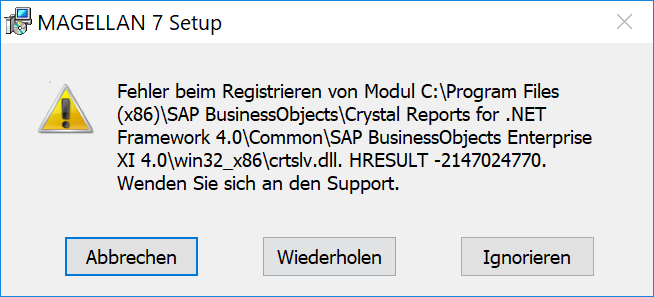 MAGELLAN 7 Setup
Fehler beim Registrieren von Modul C:\Program Files
(x86)\SAP BusinessObjects\Crystal Reports for .NET
Framework 4.0\Common\SAP BusinessObjects Enterprise
XI 4.0\win32_x86\crtslv.dll. HRESULT -2147024770.
Wenden Sie sich an den Support.
Abbrechen
Wiederholen
Ignorieren